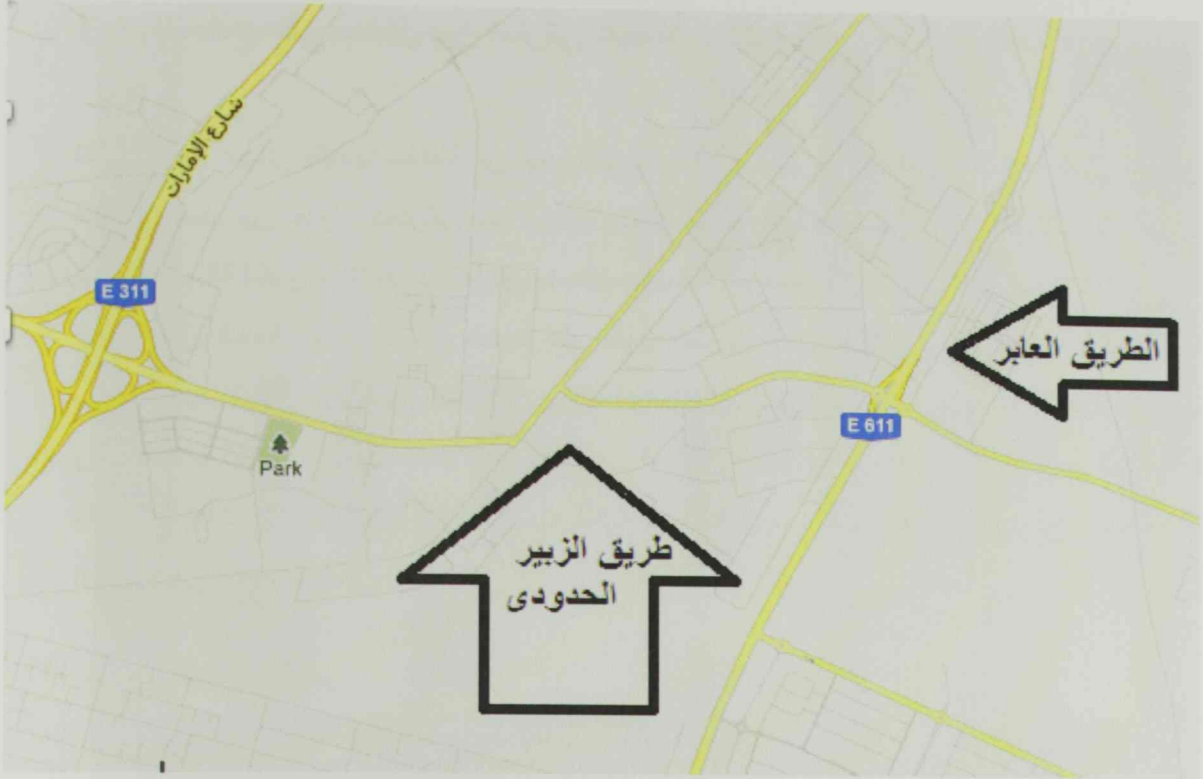 شارع الإمارات
E 311
الطريق العابر
E 611
Park
طريق الزبير
الحدودى